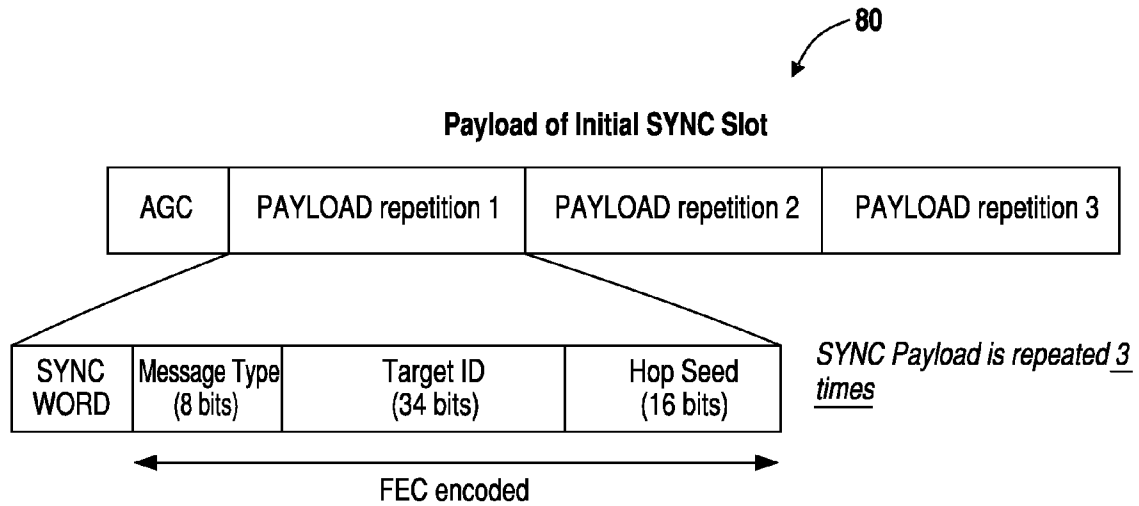 80
Payload of Initial SYNC Slot
AGC PAYLOAD repetition 1 PAYLOAD repetition 2 PAYLOAD repetition 3
SYNC WORD Message Type (8 bits) Target ID (34 bits) Hop Seed (16 bits)
SYNC Payload is repeated 3
times
FEC encoded